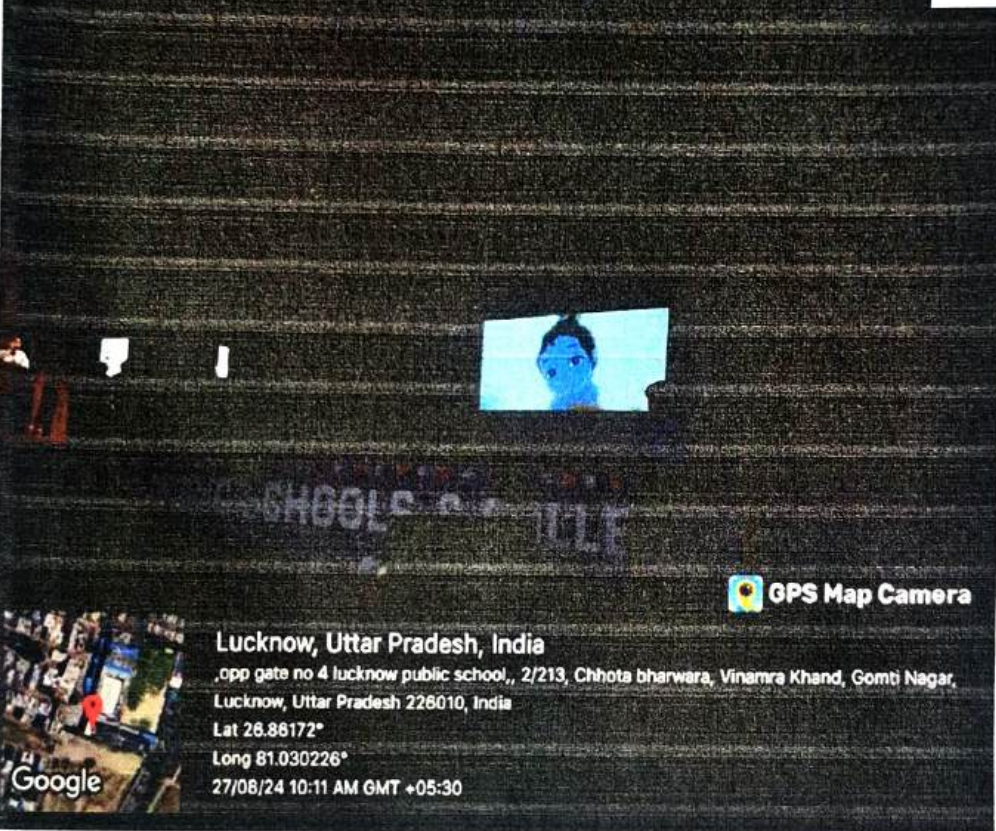 GPS Map Camera
Lucknow, Uttar Pradesh, India
,opp gate no 4 lucknow public school,, 2/213, Chhota bharwara, Vinamra Khand, Gomti Nagar,
Lucknow, Uttar Pradesh 226010, India
Lat 26.86172°
Long 81.030226°
27/08/24 10:11 AM GMT +05:30
Google